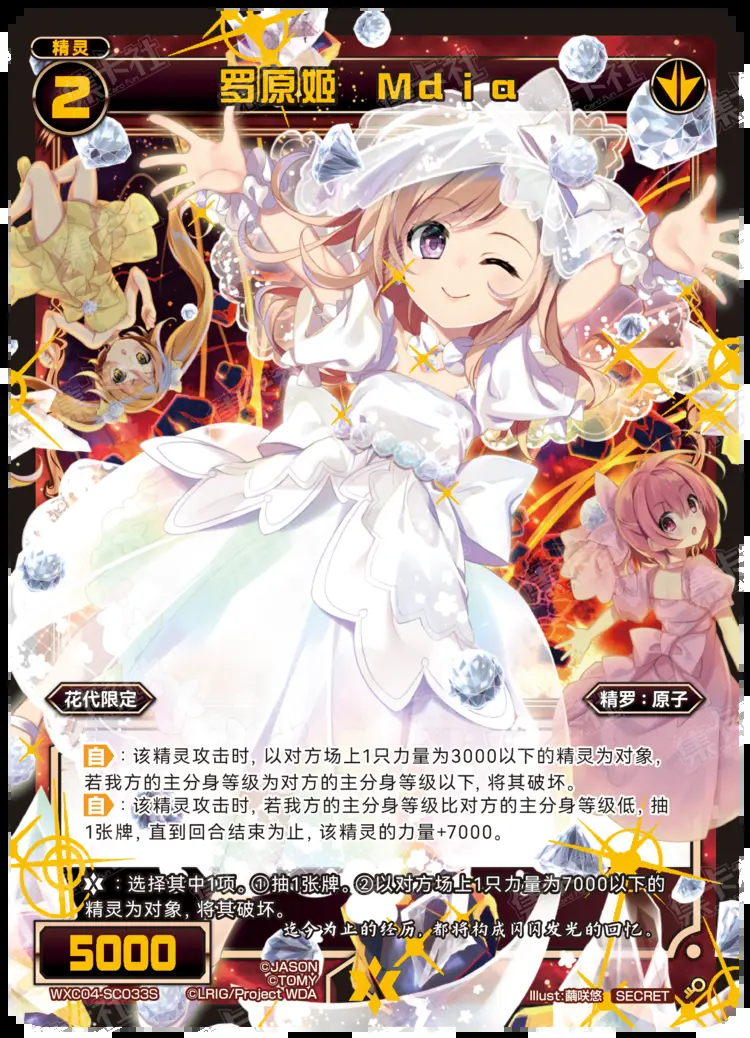 精灵
2
罗原姬 Mdia
花代限定
精罗:原子
自:该精灵攻击时,以对方场上1只力量为3000以下的精灵为对象,
若我方的主分身等级为对方的主分身等级以下,将其破坏。
自:该精灵攻击时,若我方的主分身等级比对方的主分身等级低,抽
1张牌,直到回合结束为止,该精灵的力量+7000。
:选择其中1项。①抽1张牌。②以对方场上1只力量为7000以下的
精灵为对象,将其破坏。
迄今为止的经历,都将构成闪闪发光的回忆。
5000
©JASON
©TOMY
WXC04-SC033S ©LRIG/Project WDA
Illust:繭咲悠 SECRET